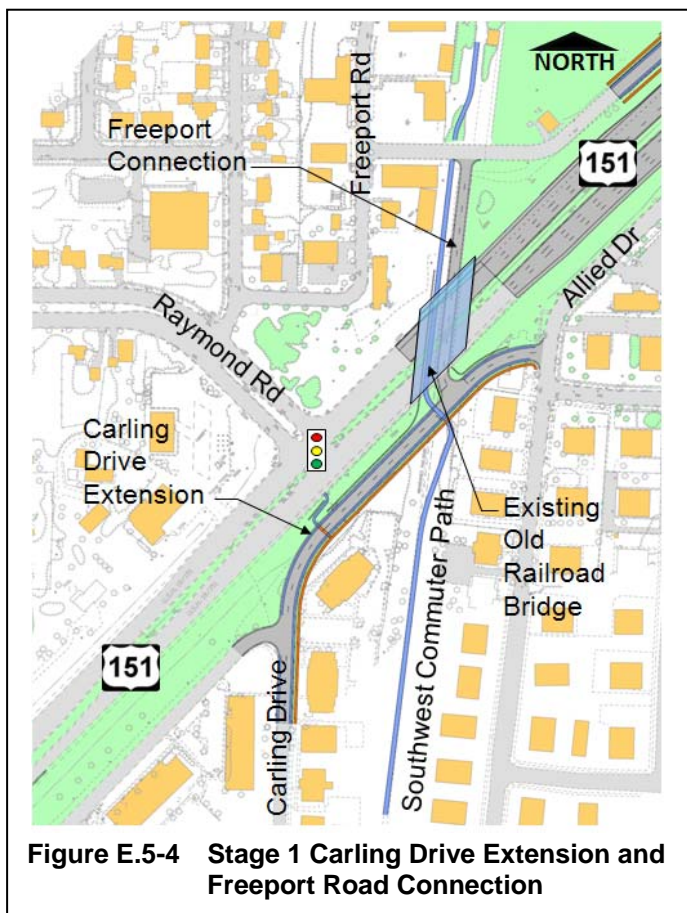 NORTH
Freeport Rd
Freeport
Connection
151
Allied Dr
Raymond Rd
Carling
Drive
Extension
Existing
Old
Railroad
Bridge
Southwest Commuter Path
151
Carling Drive
Figure E.5-4 Stage 1 Carling Drive Extension and
Freeport Road Connection